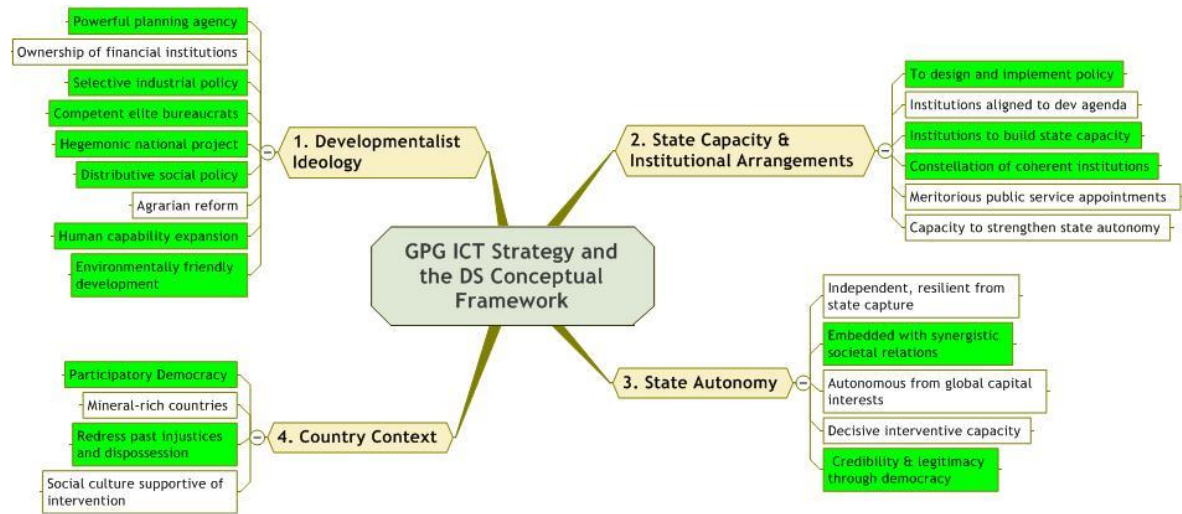 Powerful planning agency
Ownership of financial institutions
Selective industrial policy
Competent elite bureaucrats
Hegemonic national project
Distributive social policy
Agrarian reform
Human capability expansion
Environmentally friendly
development
1. Developmentalist
Ideology
2. State Capacity &
Institutional Arrangements
To design and implement policy
Institutions aligned to dev agenda
Institutions to build state capacity
Constellation of coherent institutions
Meritorious public service appointments
Capacity to strengthen state autonomy
GPG ICT Strategy and
the DS Conceptual
Framework
3. State Autonomy
Independent, resilient from
state capture
Embedded with synergistic
societal relations
Autonomous from global capital
interests
Decisive interventive capacity
Credibility & legitimacy
through democracy
4. Country Context
Participatory Democracy
Mineral-rich countries
Redress past injustices
and dispossession
Social culture supportive of
intervention